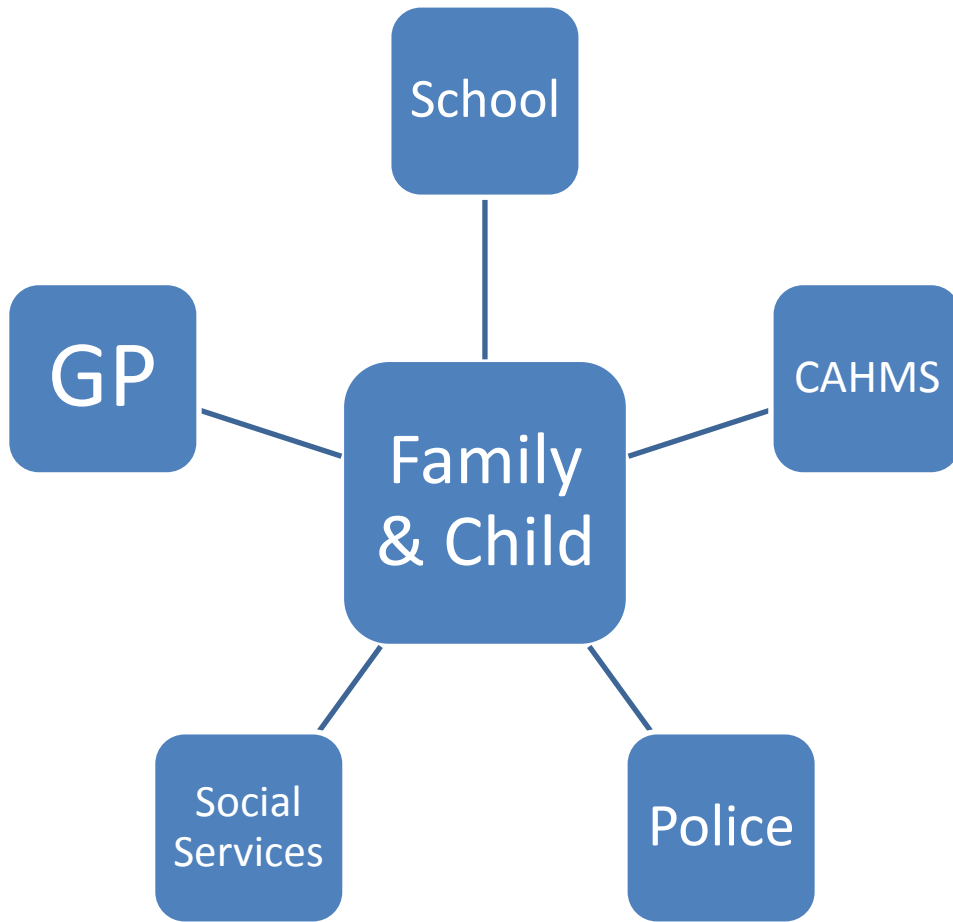 School
GP
CAHMS
Family
& Child
Social
Services
Police